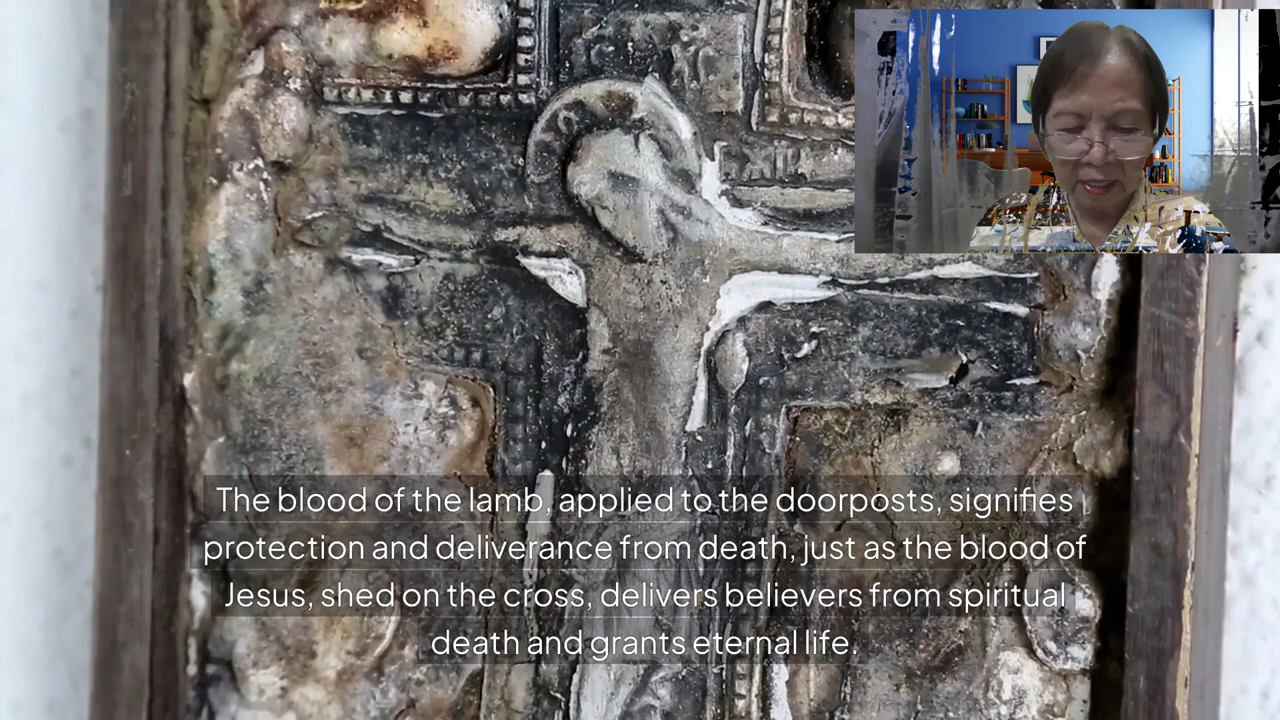 The blood of the lamb, applied to the doorposts, signifies
protection and deliverance from death, just as the blood of
Jesus, shed on the cross, delivers believers from spiritual
death and grants eternal life.